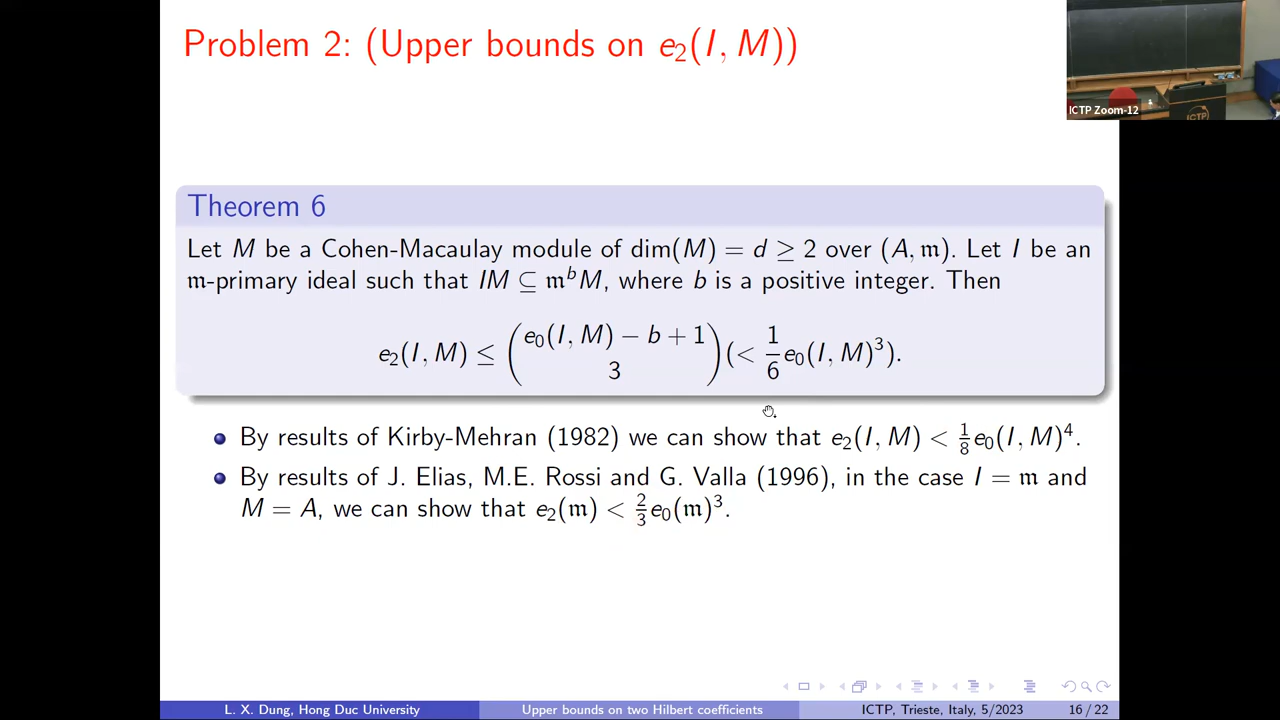 Problem 2: (Upper bounds on e₂(I, M))
ICTP Zoom-12
ICTP
Theorem 6
Let M be a Cohen-Macaulay module of dim(M) = d ≥ 2 over (A, 𝔪). Let I be an
𝔪-primary ideal such that IM ⊆ 𝔪ᵇM, where b is a positive integer. Then
e₂(I, M) ≤ \binom{e₀(I, M) − b + 1}{3} (< \frac{1}{6} e₀(I, M)³).
By results of Kirby-Mehran (1982) we can show that e₂(I, M) < \frac{1}{8} e₀(I, M)⁴.
By results of J. Elias, M.E. Rossi and G. Valla (1996), in the case I = 𝔪 and
M = A, we can show that e₂(𝔪) < \frac{2}{3} e₀(𝔪)³.
L. X. Dung, Hong Duc University
Upper bounds on two Hilbert coefficients
ICTP, Trieste, Italy, 5/2023
16 / 22